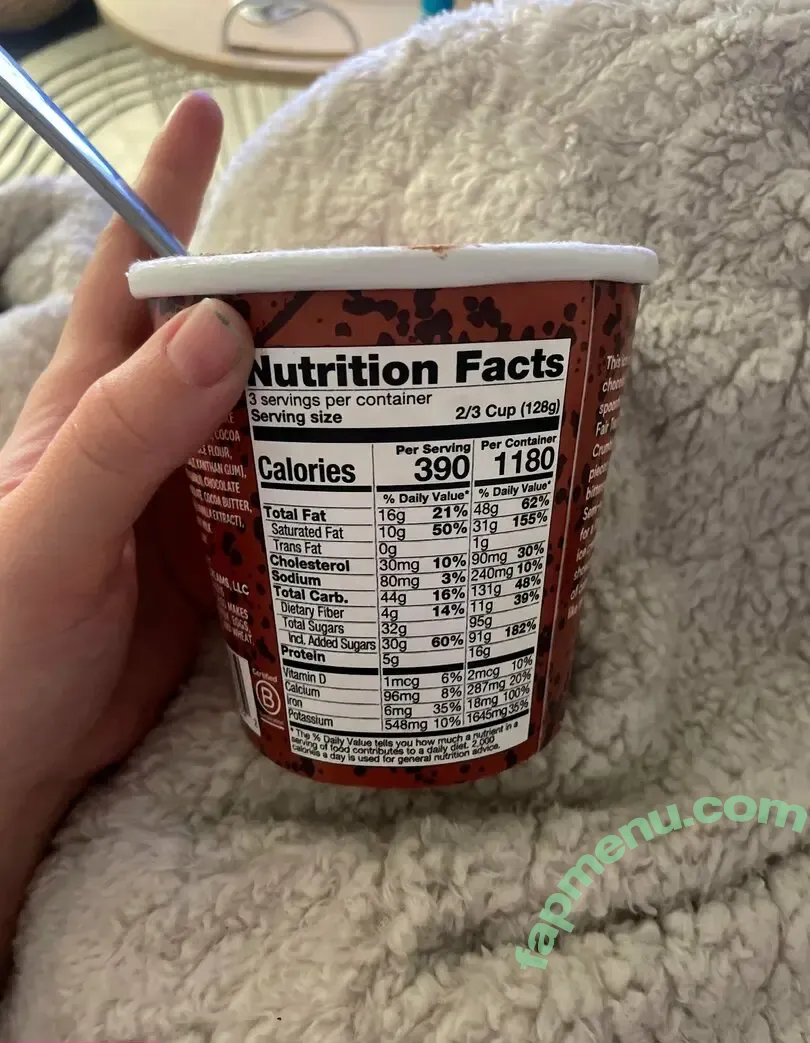 Nutrition Facts
3 servings per container
Serving size 2/3 Cup (128g)
Calories Per Serving 390 Per Container 1180
% Daily Value* % Daily Value*
Total Fat 16g 21% 48g 62%
Saturated Fat 10g 50% 31g 155%
Trans Fat 0g 1g
Cholesterol 30mg 10% 90mg 30%
Sodium 80mg 3% 240mg 10%
Total Carb. 44g 16% 131g 48%
Dietary Fiber 4g 14% 11g 39%
Total Sugars 32g 95g
Incl. Added Sugars 30g 60% 91g 182%
Protein 5g 16g
Vitamin D 1mcg 6% 2mcg 10%
Calcium 96mg 8% 287mg 20%
Iron 6mg 35% 18mg 100%
Potassium 548mg 10% 1645mg 35%
* The % Daily Value tells you how much a nutrient in a
serving of food contributes to a daily diet. 2,000
calories a day is used for general nutrition advice.
COCOA
FLOUR,
XANTHAN GUM),
CHOCOLATE
COCOA BUTTER,
EXTRACT),
LLC
MAKES
EGGS,
WHEAT.
Certified
B
fapmenu.com